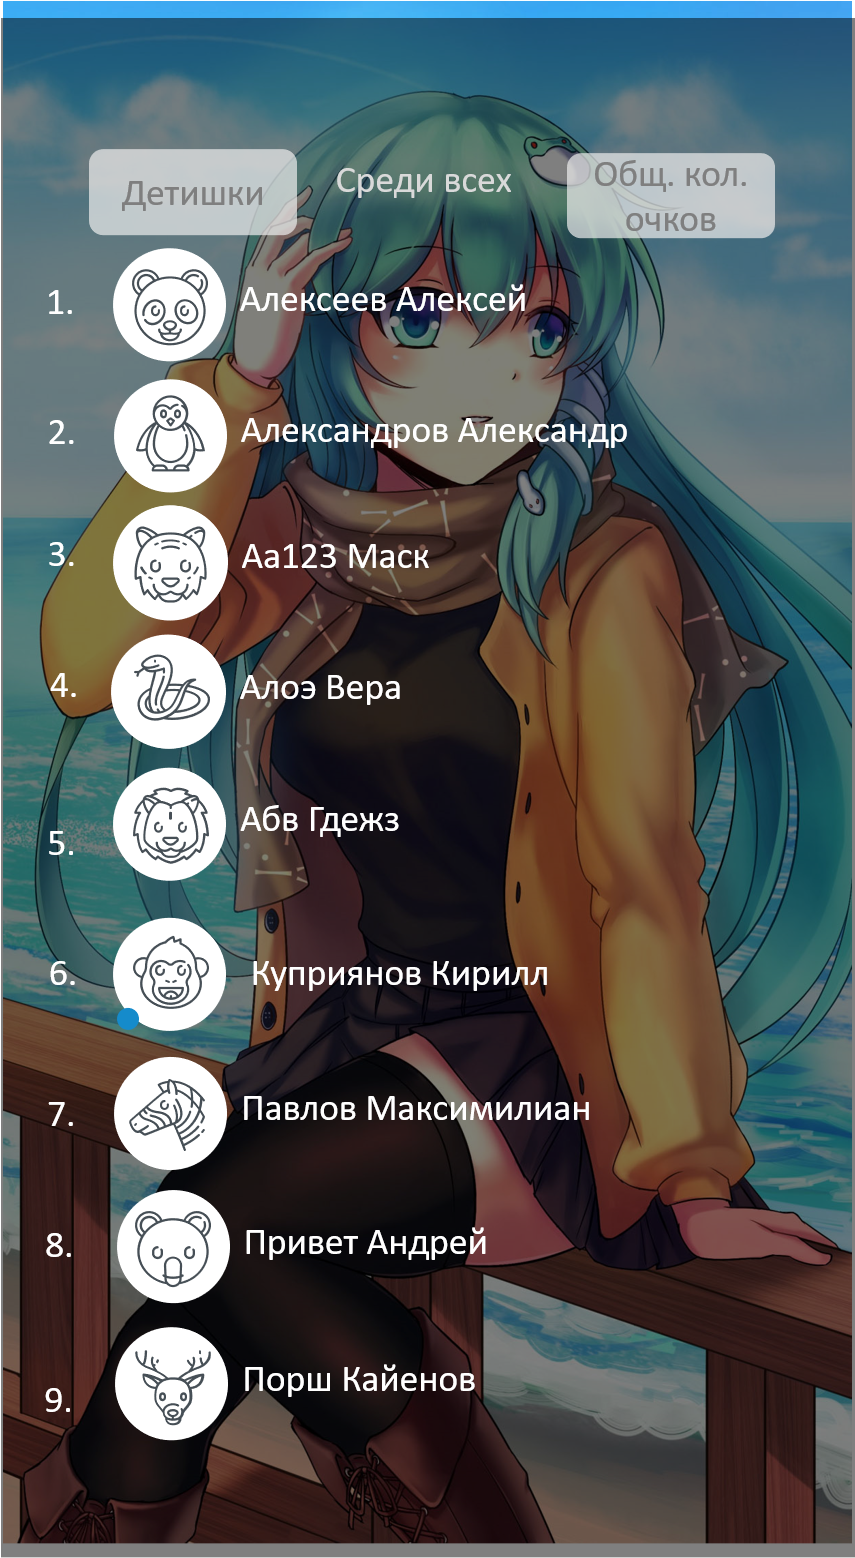 Детишки
Среди всех
Общ. кол.
очков
1. Алексеев Алексей
2. Александров Александр
3. Аа123 Маск
4. Алоэ Вера
5. Абв Гдежз
6. Куприянов Кирилл
7. Павлов Максимилиан
8. Привет Андрей
9. Порш Кайенов